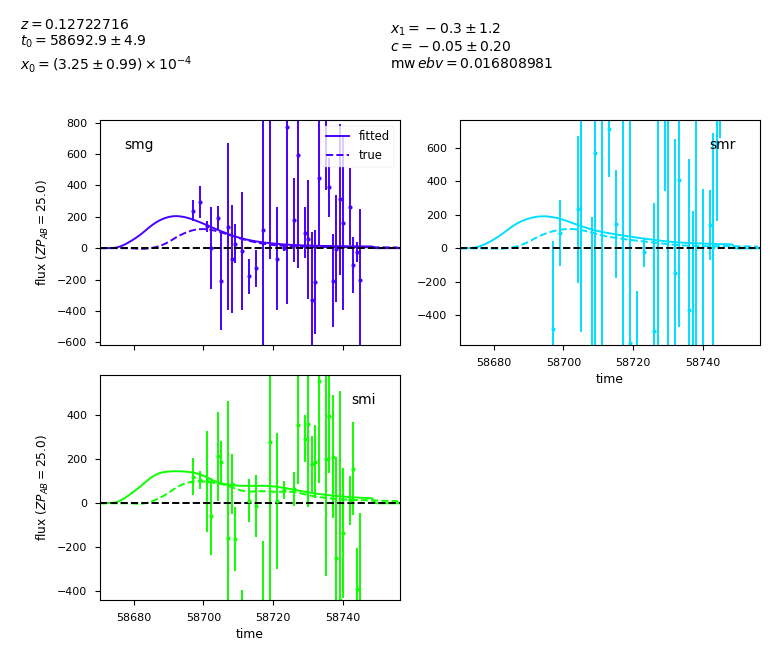 z = 0.12722716
t₀ = 58692.9 ± 4.9
x₀ = (3.25 ± 0.99) × 10⁻⁴
x₁ = −0.3 ± 1.2
c = −0.05 ± 0.20
mw ebv = 0.016808981
smg
fitted
true
800
600
400
200
0
−200
−400
−600
flux (ZP_AB = 25.0)
smr
600
400
200
0
−200
−400
58680 58700 58720 58740
time
smi
400
200
0
−200
−400
flux (ZP_AB = 25.0)
58680 58700 58720 58740
time